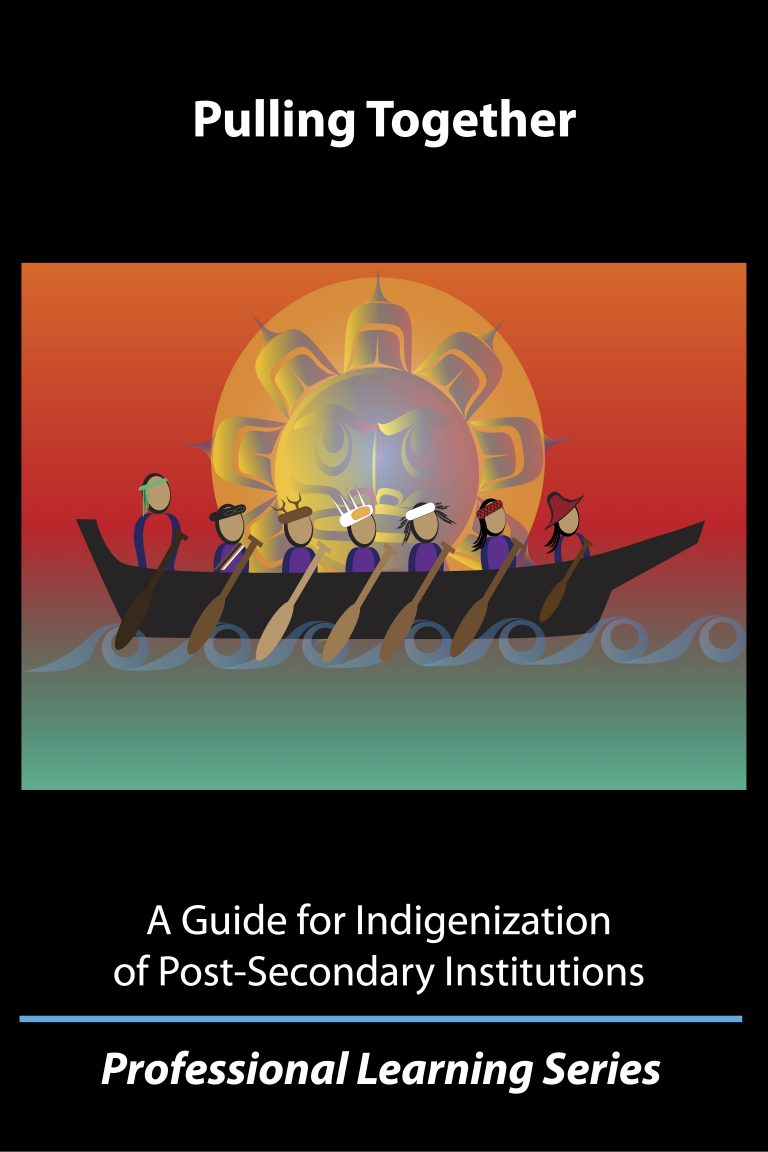 Pulling Together
A Guide for Indigenization
of Post-Secondary Institutions
Professional Learning Series